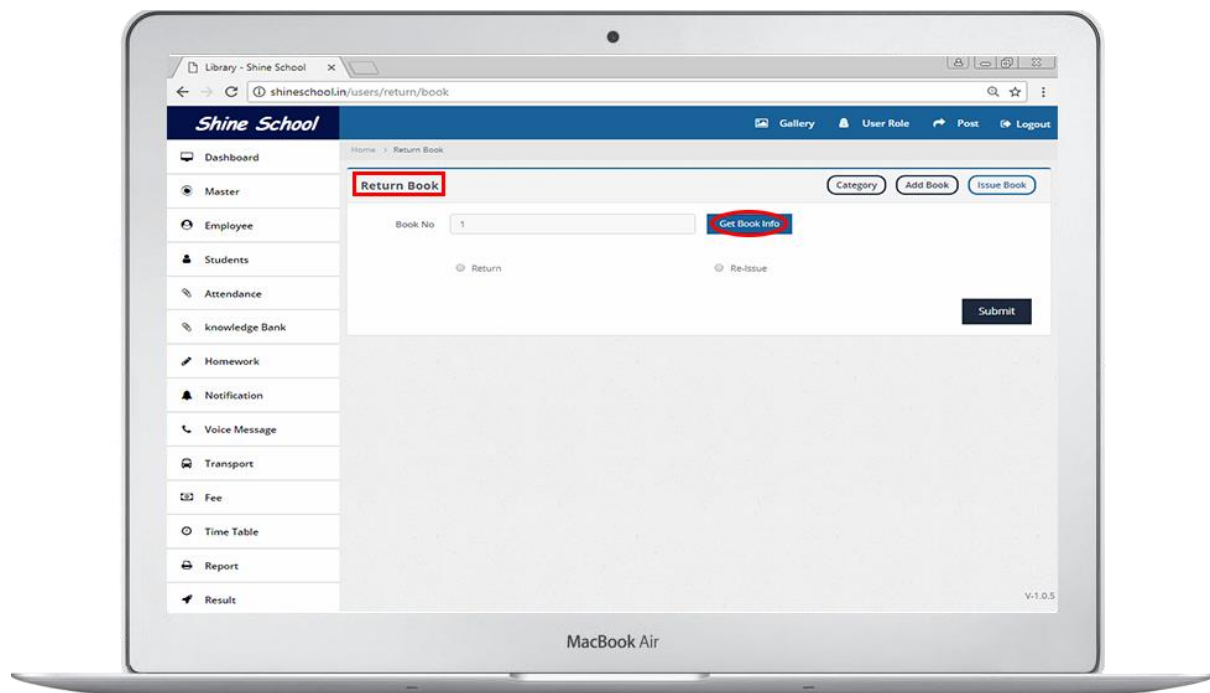 Library - Shine School
shineschool.in/users/return/book
Shine School
Gallery User Role Post Logout
Home > Return Book
Dashboard
Return Book Category Add Book Issue Book
Master
Book No 1 Get Book Info
Employee
Students
Return Re-Issue
Attendance
Submit
knowledge Bank
Homework
Notification
Voice Message
Transport
Fee
Time Table
Report
Result
V-1.0.5
MacBook Air